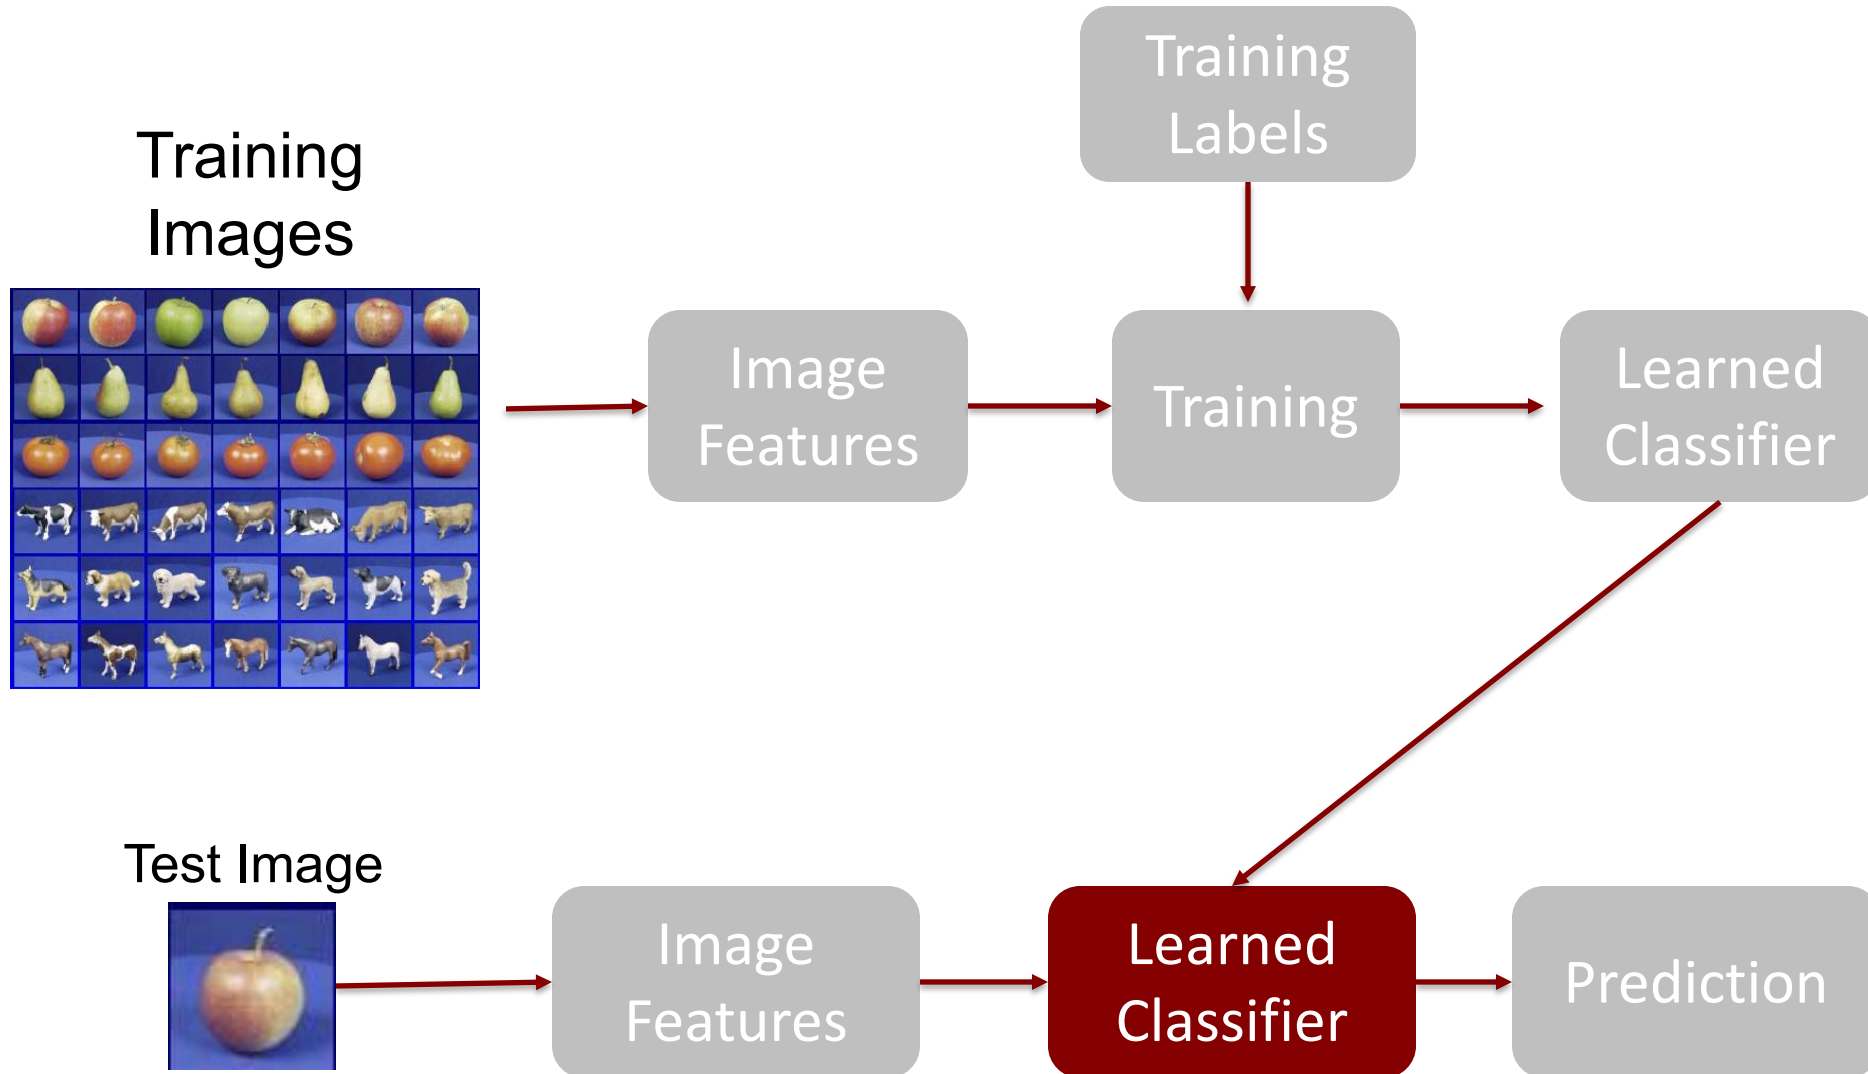 Training
Labels
Training
Images
Image
Features
Training
Learned
Classifier
Test Image
Image
Features
Learned
Classifier
Prediction